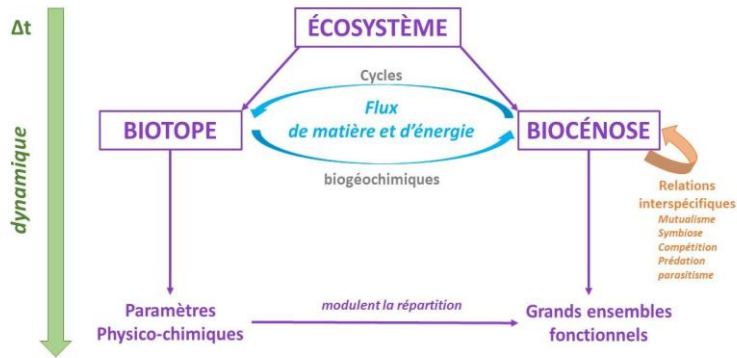 Δt
dynamique
ÉCOSYSTÈME
Cycles
Flux
de matière et d'énergie
biogéochimiques
BIOTOPE
BIOCÉNOSE
Relations
interspécifiques
Mutualisme
Symbiose
Compétition
Prédation
parasitisme
Paramètres
Physico-chimiques
modulent la répartition
Grands ensembles
fonctionnels